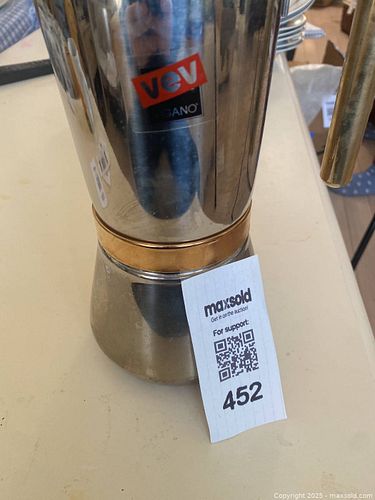 VEV
maxsold
Get in on the auction!
For support:
452
Copyright 2025 - maxsold.com